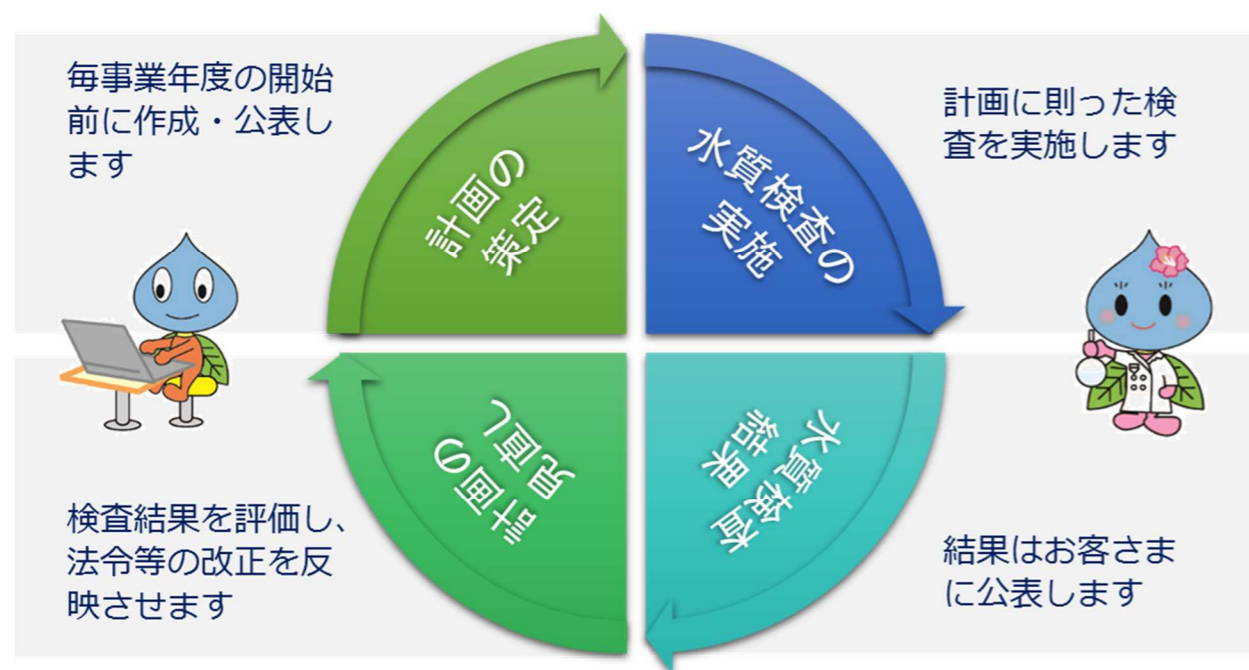 毎事業年度の開始
前に作成・公表し
ます
計画の
策定
水質検査の
実施
計画に則った検
査を実施します
検査結果を評価し、
法令等の改正を反
映させます
計画の
見直し
水質検査
結果
結果はお客さま
に公表します